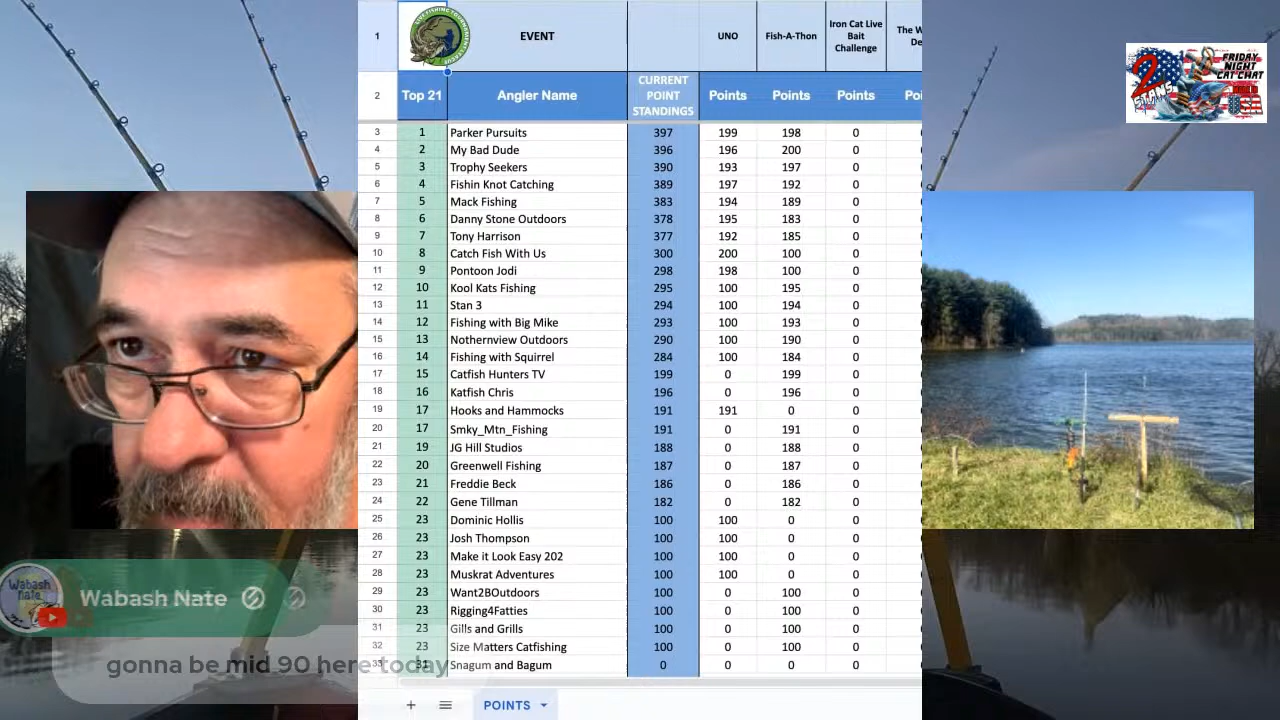 1 EVENT UNO Fish-A-Thon Iron Cat Live Bait Challenge The W De
2 Top 21 Angler Name CURRENT POINT STANDINGS Points Points Points Poi
3 1 Parker Pursuits 397 199 198 0
4 2 My Bad Dude 396 196 200 0
5 3 Trophy Seekers 390 193 197 0
6 4 Fishin Knot Catching 389 197 192 0
7 5 Mack Fishing 383 194 189 0
8 6 Danny Stone Outdoors 378 195 183 0
9 7 Tony Harrison 377 192 185 0
10 8 Catch Fish With Us 300 200 100 0
11 9 Pontoon Jodi 298 198 100 0
12 10 Kool Kats Fishing 295 100 195 0
13 11 Stan 3 294 100 194 0
14 12 Fishing with Big Mike 293 100 193 0
15 13 Nothernview Outdoors 290 100 190 0
16 14 Fishing with Squirrel 284 100 184 0
17 15 Catfish Hunters TV 199 0 199 0
18 16 Katfish Chris 196 0 196 0
19 17 Hooks and Hammocks 191 191 0 0
20 17 Smky_Mtn_Fishing 191 0 191 0
21 19 JG Hill Studios 188 0 188 0
22 20 Greenwell Fishing 187 0 187 0
23 21 Freddie Beck 186 0 186 0
24 22 Gene Tillman 182 0 182 0
25 23 Dominic Hollis 100 100 0 0
26 23 Josh Thompson 100 100 0 0
27 23 Make it Look Easy 202 100 100 0 0
28 23 Muskrat Adventures 100 100 0 0
29 23 Want2BOutdoors 100 0 100 0
30 23 Rigging4Fatties 100 0 100 0
31 23 Gills and Grills 100 0 100 0
32 23 Size Matters Catfishing 100 0 100 0
33 31 Snagum and Bagum 0 0 0 0
POINTS
FRIDAY
NIGHT
CAT CHAT
2
STANS
USA
Wabash
Nate
Wabash Nate
gonna be mid 90 here today